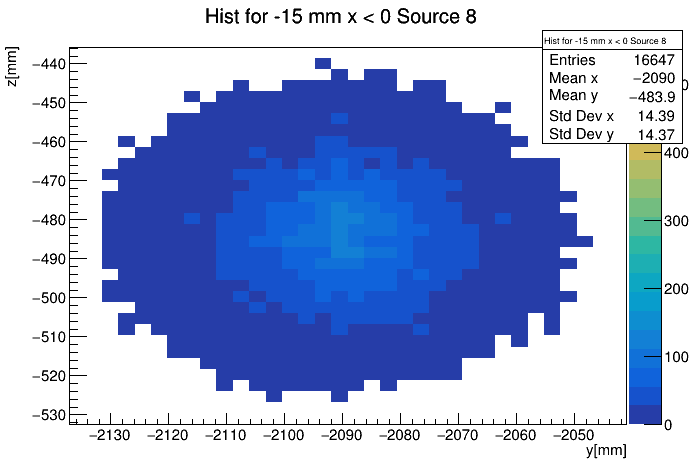 Hist for -15 mm x < 0 Source 8
Hist for -15 mm x < 0 Source 8
Entries 16647
Mean x −2090
Mean y −483.9
Std Dev x 14.39
Std Dev y 14.37
z[mm]
−440
−450
−460
−470
−480
−490
−500
−510
−520
−530
−2130 −2120 −2110 −2100 −2090 −2080 −2070 −2060 −2050
y[mm]
0
400
300
200
100
0